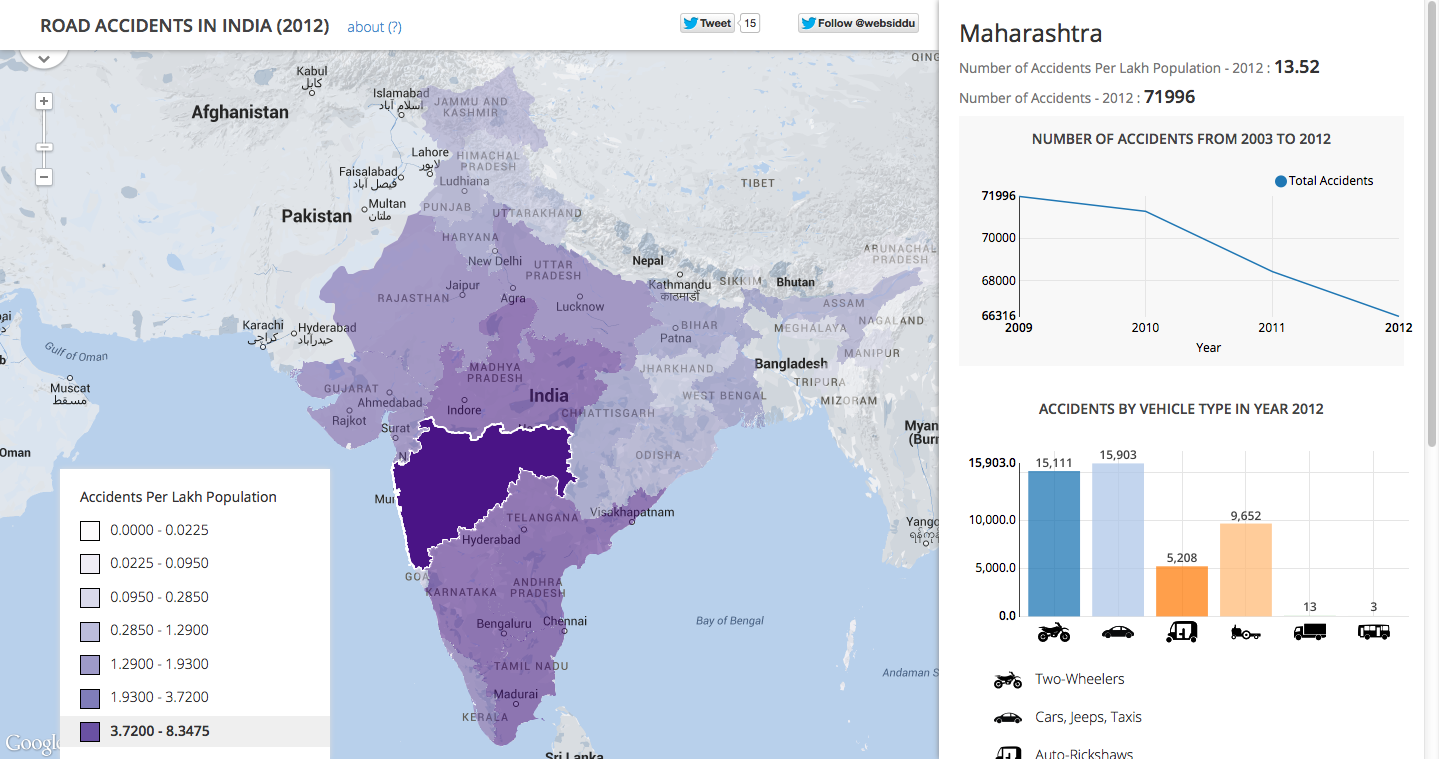 ROAD ACCIDENTS IN INDIA (2012)
about (?)
Tweet
15
Follow @websiddu
Kabul
کابل
Afghanistan
Islamabad
اسلام آباد
JAMMU AND
KASHMIR
QING
Lahore
لاہور
HIMACHAL
PRADESH
Faisalabad
فیصل آباد
Ludhiana
TIBET
Multan
ملتان
Pakistan
PUNJAB
UTTARAKHAND
HARYANA
New Delhi
UTTAR
PRADESH
Nepal
ARUNACHAL
PRADESH
Kathmandu
काठमाडौं
SIKKIM
Bhutan
Jaipur
RAJASTHAN
Agra
Lucknow
ASSAM
NAGALAND
Karachi
کراچی
Hyderabad
حیدرآباد
BIHAR
Patna
MEGHALAYA
MANIPUR
Gulf of Oman
Muscat
مسقط
Oman
GUJARAT
Ahmedabad
Rajkot
Surat
MADHYA
PRADESH
Indore
India
JHARKHAND
Bangladesh
TRIPURA
MIZORAM
WEST BENGAL
CHHATTISGARH
Myan
(Burr
ODISHA
N
Mu
TELANGANA
Hyderabad
Visakhapatnam
Yango
GOA
KARNATAKA
ANDHRA
PRADESH
Bengaluru
Chennai
Bay of Bengal
TAMIL NADU
Madurai
KERALA
Andaman S
Sri Lanka
Google
Accidents Per Lakh Population
0.0000 - 0.0225
0.0225 - 0.0950
0.0950 - 0.2850
0.2850 - 1.2900
1.2900 - 1.9300
1.9300 - 3.7200
3.7200 - 8.3475
Maharashtra
Number of Accidents Per Lakh Population - 2012 : 13.52
Number of Accidents - 2012 : 71996
NUMBER OF ACCIDENTS FROM 2003 TO 2012
Total Accidents
71996
70000
68000
66316
2009 2010 2011 2012
Year
ACCIDENTS BY VEHICLE TYPE IN YEAR 2012
15,903.0
10,000.0
5,000.0
0.0
15,111 15,903 5,208 9,652 13 3
Two-Wheelers
Cars, Jeeps, Taxis
Auto-Rickshaws